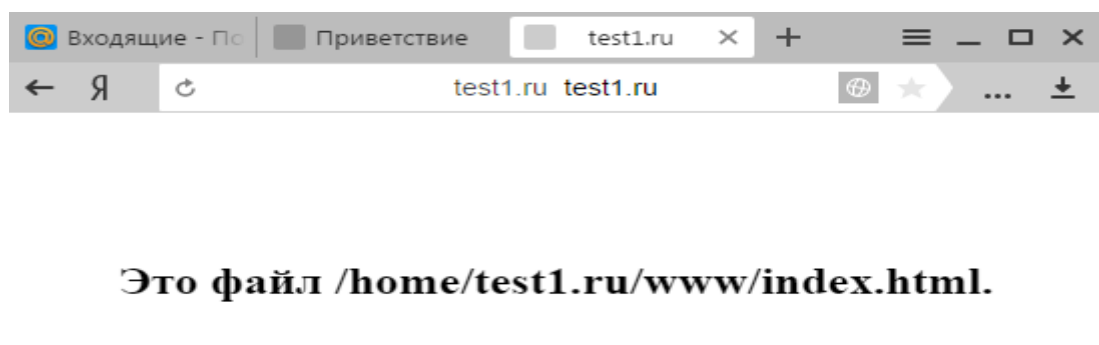 Входящие - По Приветствие test1.ru
Я test1.ru test1.ru ...
Это файл /home/test1.ru/www/index.html.